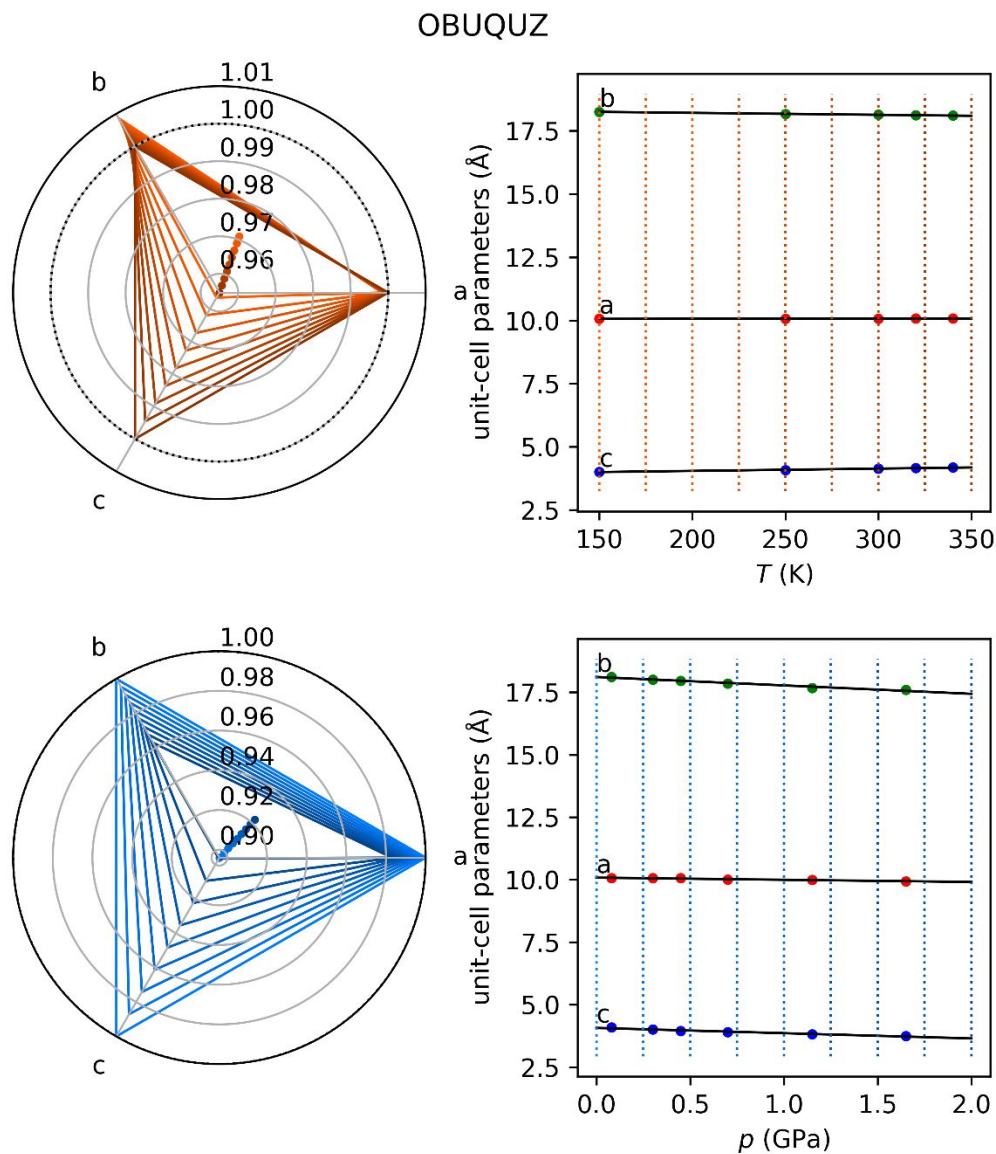 OBUQUZ
b
1.01
1.00
0.99
0.98
0.97
0.96
a
c
unit-cell parameters (Å)
17.5
15.0
12.5
10.0
7.5
5.0
2.5
b
a
c
150 200 250 300 350
T (K)
b
1.00
0.98
0.96
0.94
0.92
0.90
a
c
unit-cell parameters (Å)
17.5
15.0
12.5
10.0
7.5
5.0
2.5
b
a
c
0.0 0.5 1.0 1.5 2.0
p (GPa)